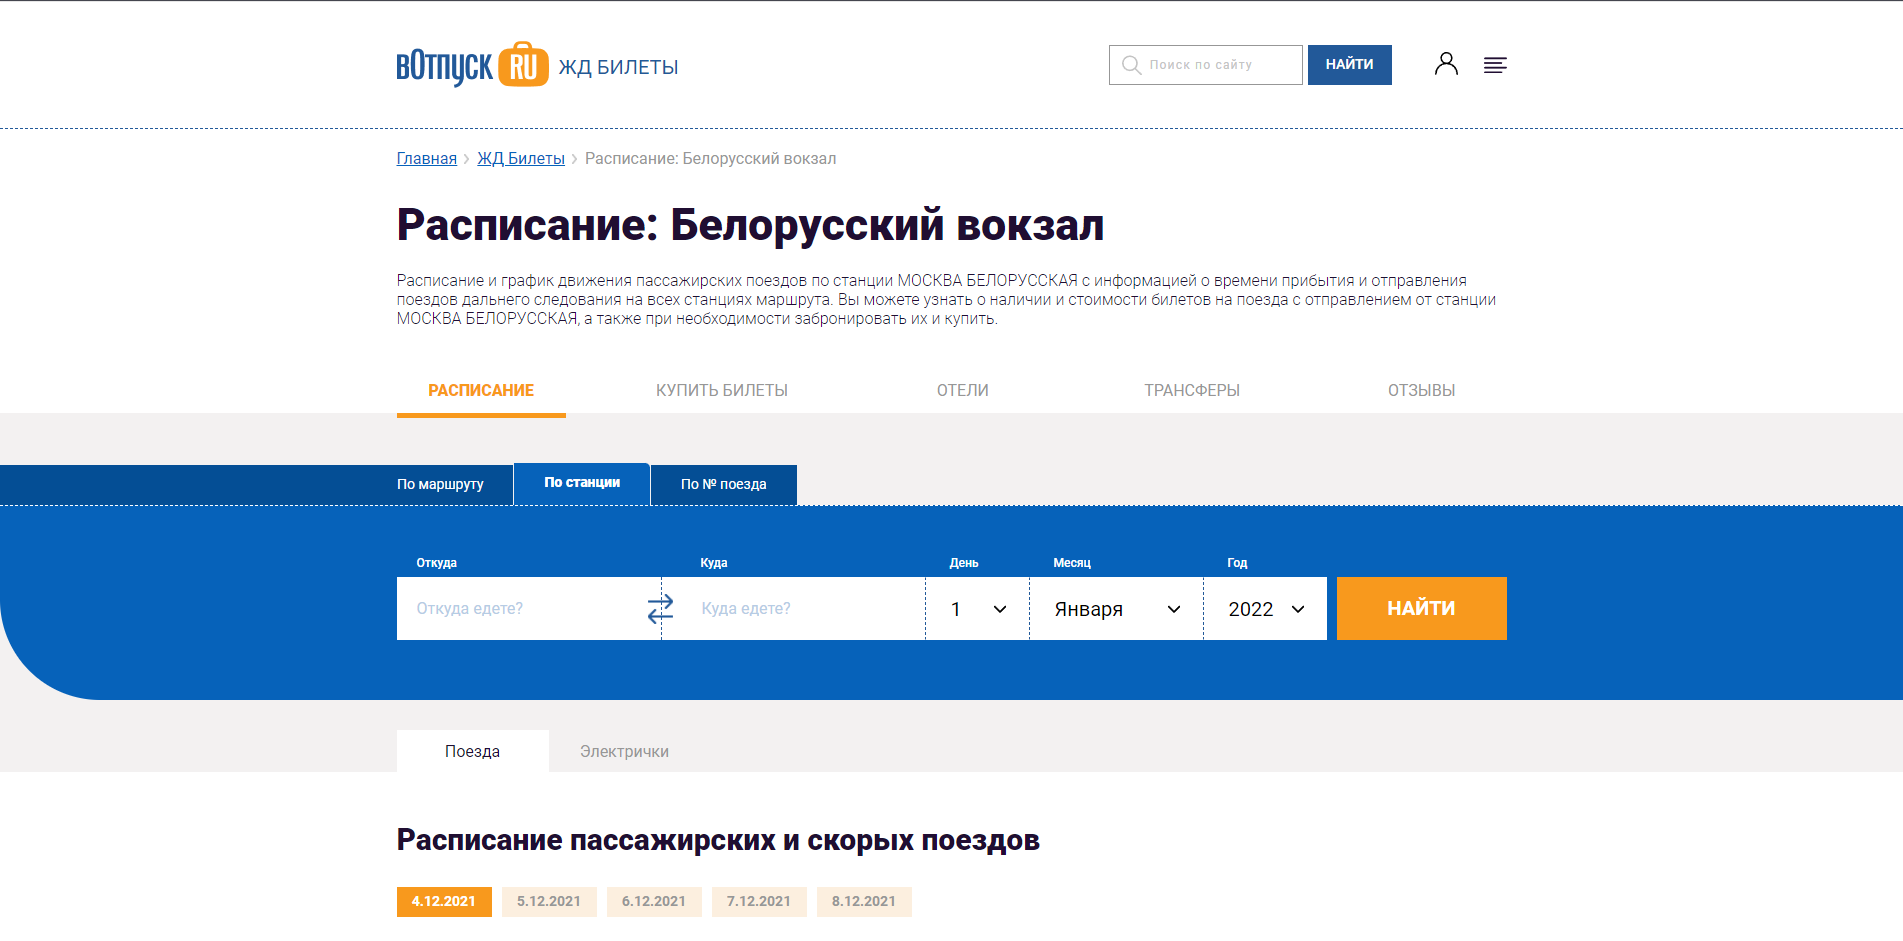 вОтпуск RU ЖД БИЛЕТЫ
Поиск по сайту
НАЙТИ
Главная ЖД Билеты Расписание: Белорусский вокзал
Расписание: Белорусский вокзал
Расписание и график движения пассажирских поездов по станции МОСКВА БЕЛОРУССКАЯ с информацией о времени прибытия и отправления
поездов дальнего следования на всех станциях маршрута. Вы можете узнать о наличии и стоимости билетов на поезда с отправлением от станции
МОСКВА БЕЛОРУССКАЯ, а также при необходимости забронировать их и купить.
РАСПИСАНИЕ КУПИТЬ БИЛЕТЫ ОТЕЛИ ТРАНСФЕРЫ ОТЗЫВЫ
По маршруту По станции По № поезда
Откуда Куда День Месяц Год
Откуда едете? Куда едете? 1 Января 2022 НАЙТИ
Поезда Электрички
Расписание пассажирских и скорых поездов
4.12.2021 5.12.2021 6.12.2021 7.12.2021 8.12.2021